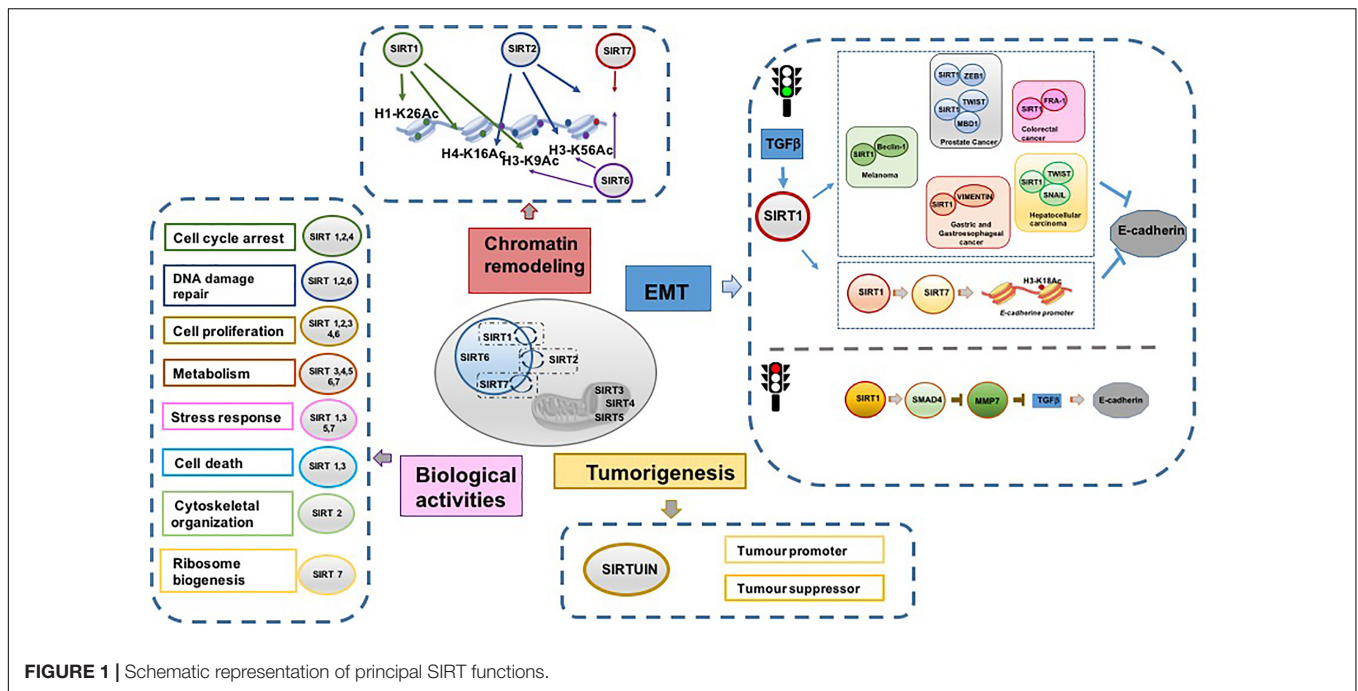 SIRT1
SIRT2
SIRT7
H1-K26Ac
H4-K16Ac
H3-K9Ac
H3-K56Ac
SIRT6
Chromatin
remodeling
EMT
Cell cycle arrest
SIRT 1,2,4
DNA damage
repair
SIRT 1,2,6
Cell proliferation
SIRT 1,2,3
4,6
Metabolism
SIRT 3,4,5
6,7
Stress response
SIRT 1,3
5,7
Cell death
SIRT 1,3
Cytoskeletal
organization
SIRT 2
Ribosome
biogenesis
SIRT 7
SIRT1
SIRT6
SIRT2
SIRT7
SIRT3
SIRT4
SIRT5
Biological
activities
Tumorigenesis
SIRTUIN
Tumour promoter
Tumour suppressor
TGFβ
SIRT1
SIRT1
Beclin-1
Melanoma
SIRT1
ZEB1
SIRT1
TWIST
MBD1
Prostate Cancer
SIRT1
FRA-1
Colorectal
cancer
SIRT1
VIMENTIN
Gastric and
Gastroesophageal
cancer
SIRT1
TWIST
SNAIL
Hepatocellular
carcinoma
E-cadherin
SIRT1
SIRT7
H3-K18Ac
E-cadherine promoter
SIRT1
SMAD4
MMP7
TGFβ
E-cadherin
FIGURE 1 | Schematic representation of principal SIRT functions.